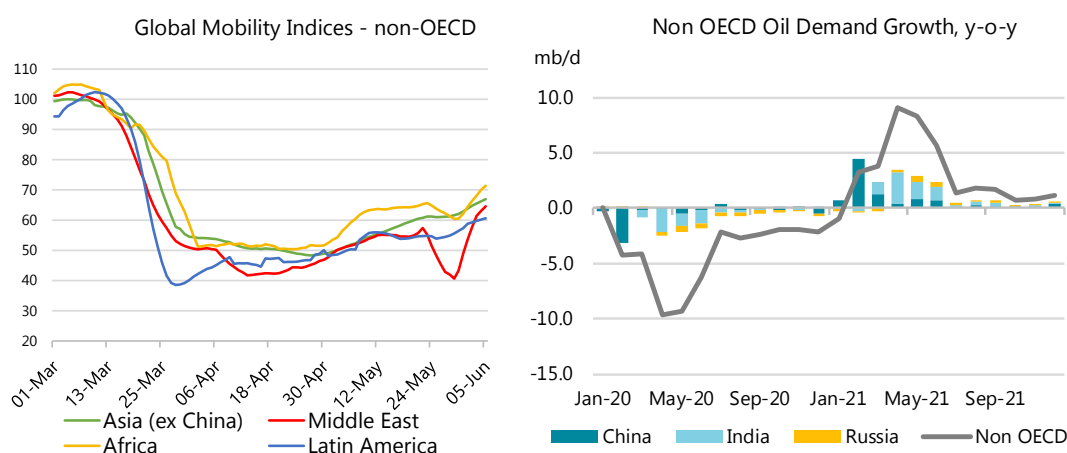 Global Mobility Indices - non-OECD
110
100
90
80
70
60
50
40
30
20
01-Mar
13-Mar
25-Mar
06-Apr
18-Apr
30-Apr
12-May
24-May
05-Jun
Asia (ex China)
Middle East
Africa
Latin America
Non OECD Oil Demand Growth, y-o-y
mb/d
10.0
5.0
0.0
-5.0
-10.0
-15.0
Jan-20
May-20
Sep-20
Jan-21
May-21
Sep-21
China
India
Russia
Non OECD